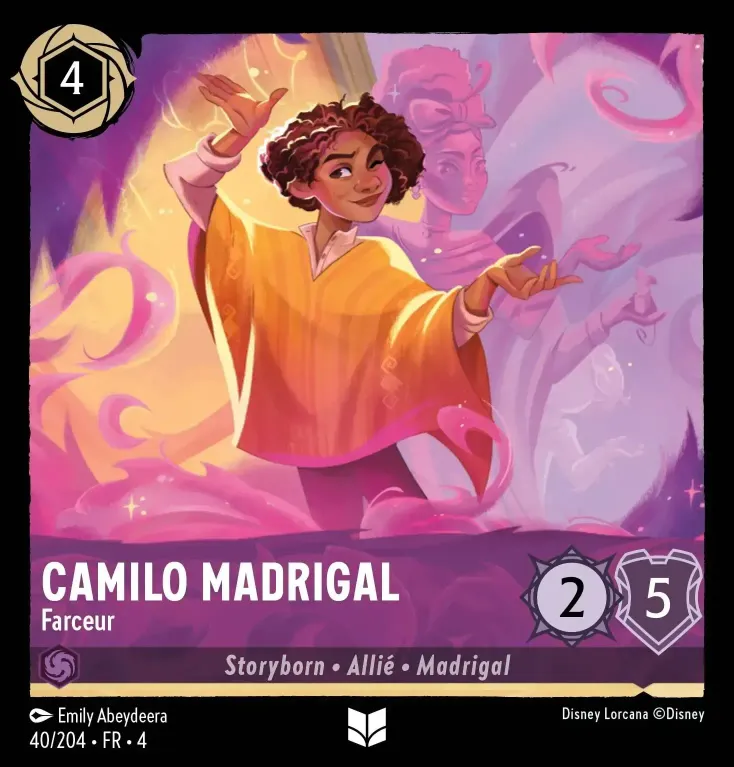 4
CAMILO MADRIGAL
Farceur
2
5
Storyborn • Allié • Madrigal
Emily Abeydeera
Disney Lorcana ©Disney
40/204 • FR • 4